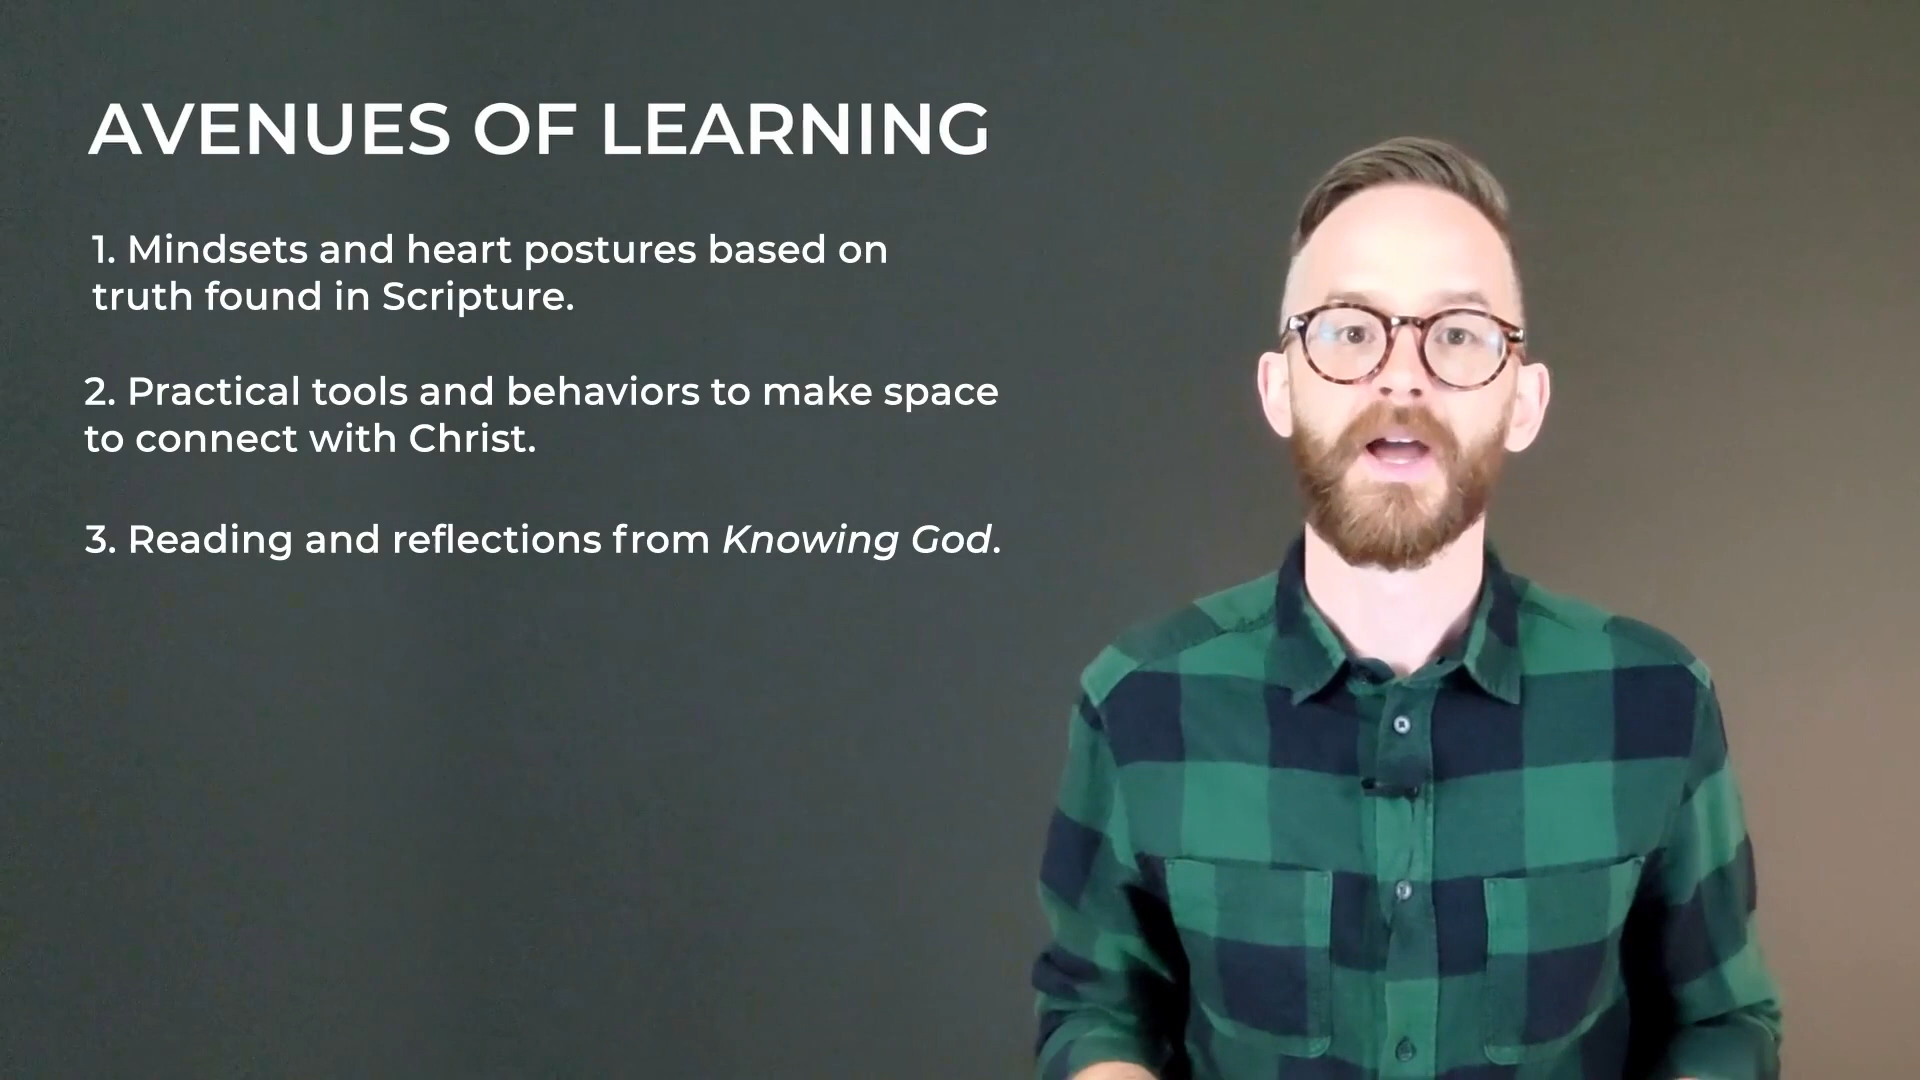 AVENUES OF LEARNING
1. Mindsets and heart postures based on
truth found in Scripture.
2. Practical tools and behaviors to make space
to connect with Christ.
3. Reading and reflections from Knowing God.